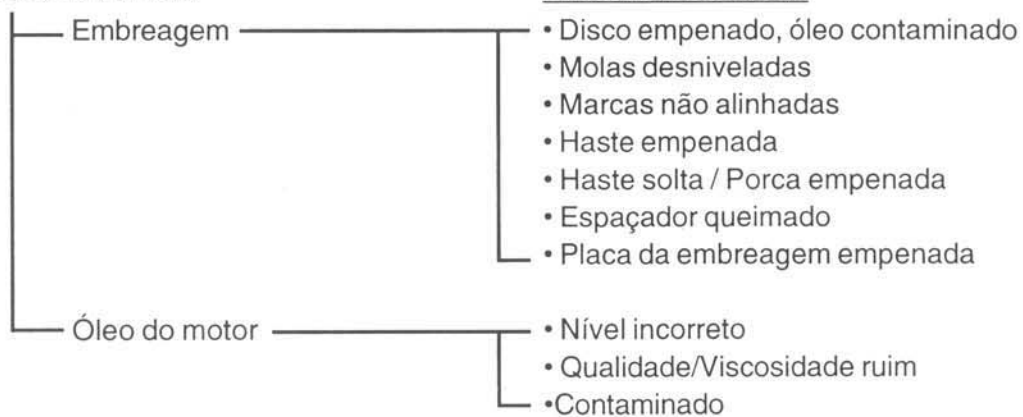 Embreagem
• Disco empenado, óleo contaminado
• Molas desniveladas
• Marcas não alinhadas
• Haste empenada
• Haste solta / Porca empenada
• Espaçador queimado
• Placa da embreagem empenada
Óleo do motor
• Nível incorreto
• Qualidade/Viscosidade ruim
•Contaminado